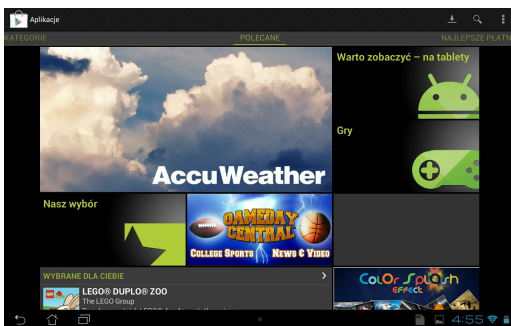 Aplikacje
KATEGORIE
POLECANE
NAJLEPSZE PŁATN
Warto zobaczyć – na tablety
AccuWeather
Gry
Nasz wybór
GAMEDAY
CENTRAL
COLLEGE SPORTS NEWS & VIDEO
WYBRANE DLA CIEBIE
LEGO® DUPLO® ZOO
The LEGO Group
COLOr SpLaSh
EFFECT
4:55